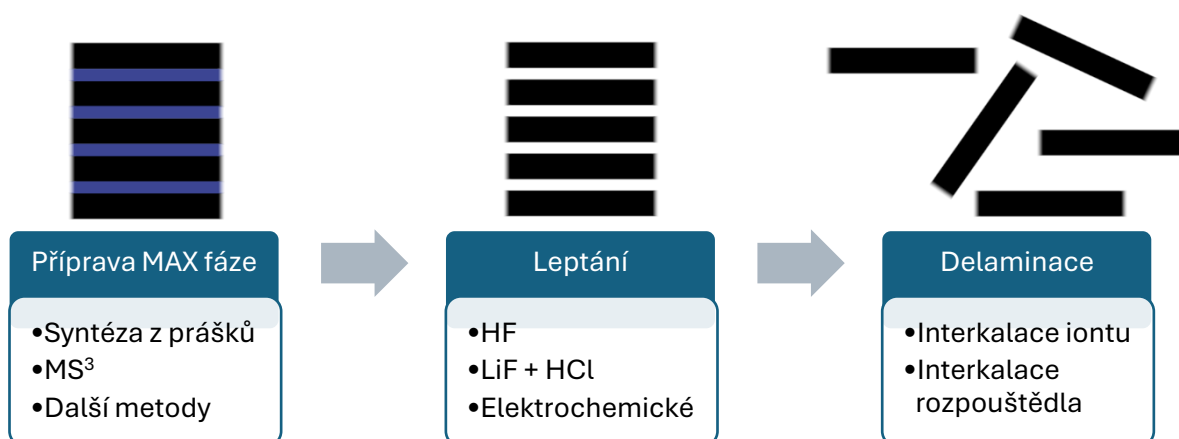 Příprava MAX fáze
•Syntéza z prášků
•MS³
•Další metody
Leptání
•HF
•LiF + HCl
•Elektrochemické
Delaminace
•Interkalace iontu
•Interkalace
rozpouštědla